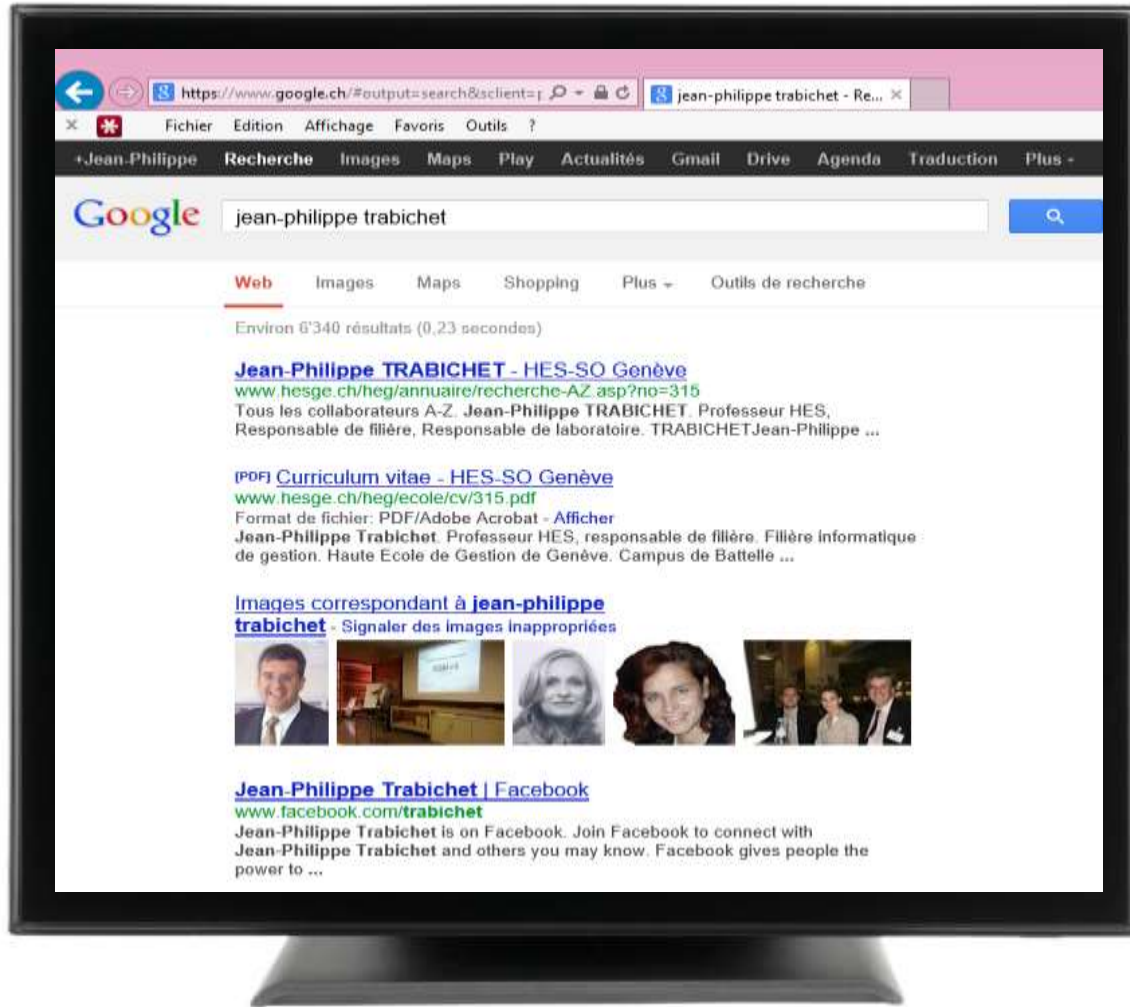 https://www.google.ch/#output=search&sclient=p
jean-philippe trabichet - Re...
Fichier Edition Affichage Favoris Outils ?
+Jean-Philippe Recherche Images Maps Play Actualités Gmail Drive Agenda Traduction Plus
Google jean-philippe trabichet
Web Images Maps Shopping Plus Outils de recherche
Environ 6'340 résultats (0,23 secondes)
Jean-Philippe TRABICHET - HES-SO Genève
www.hesge.ch/heg/annuaire/recherche-AZ.asp?no=315
Tous les collaborateurs A-Z. Jean-Philippe TRABICHET. Professeur HES,
Responsable de filière, Responsable de laboratoire. TRABICHETJean-Philippe ...
[PDF] Curriculum vitae - HES-SO Genève
www.hesge.ch/heg/ecole/cv/315.pdf
Format de fichier: PDF/Adobe Acrobat - Afficher
Jean-Philippe Trabichet. Professeur HES, responsable de filière. Filière informatique
de gestion. Haute Ecole de Gestion de Genève. Campus de Battelle ...
Images correspondant à jean-philippe
trabichet - Signaler des images inappropriées
Jean-Philippe Trabichet | Facebook
www.facebook.com/trabichet
Jean-Philippe Trabichet is on Facebook. Join Facebook to connect with
Jean-Philippe Trabichet and others you may know. Facebook gives people the
power to ...